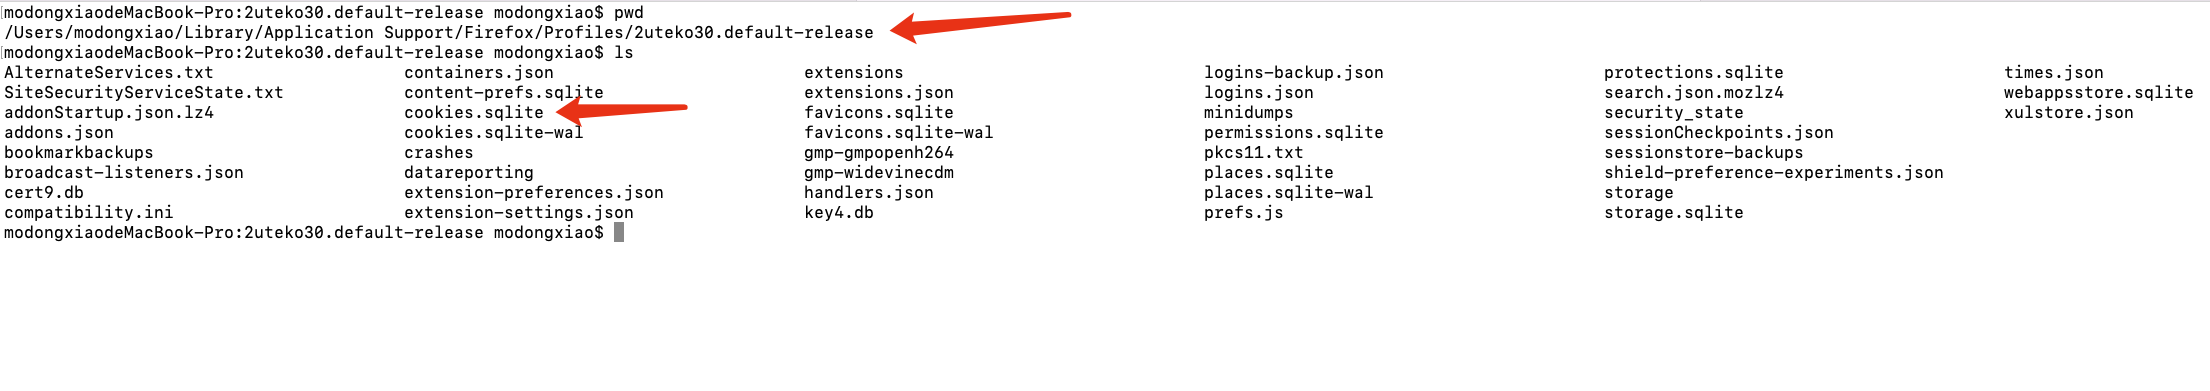 modongxiaodeMacBook-Pro:2uteko30.default-release modongxiao$ pwd
/Users/modongxiao/Library/Application Support/Firefox/Profiles/2uteko30.default-release
modongxiaodeMacBook-Pro:2uteko30.default-release modongxiao$ ls
AlternateServices.txt containers.json extensions logins-backup.json protections.sqlite times.json
SiteSecurityServiceState.txt content-prefs.sqlite extensions.json logins.json search.json.mozlz4 webappsstore.sqlite
addonStartup.json.lz4 cookies.sqlite favicons.sqlite minidumps security_state xulstore.json
addons.json cookies.sqlite-wal favicons.sqlite-wal permissions.sqlite sessionCheckpoints.json
bookmarkbackups crashes gmp-gmpopenh264 pkcs11.txt sessionstore-backups
broadcast-listeners.json datareporting gmp-widevinecdm places.sqlite shield-preference-experiments.json
cert9.db extension-preferences.json handlers.json places.sqlite-wal storage
compatibility.ini extension-settings.json key4.db prefs.js storage.sqlite
modongxiaodeMacBook-Pro:2uteko30.default-release modongxiao$